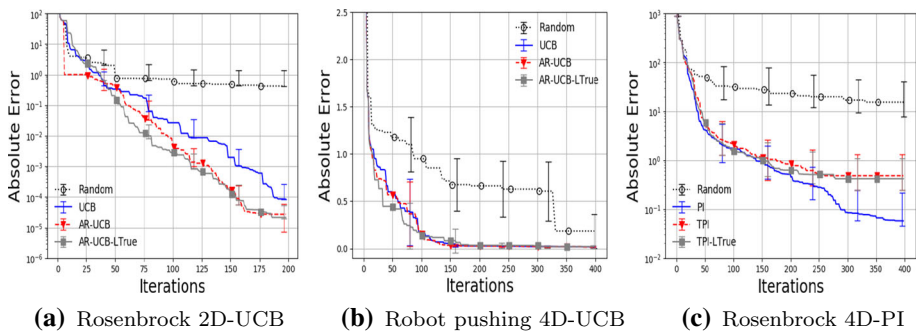 10²
10¹
10⁰
10⁻¹
10⁻²
10⁻³
10⁻⁴
10⁻⁵
10⁻⁶
Absolute Error
Random
UCB
AR-UCB
AR-UCB-LTrue
0 25 50 75 100 125 150 175 200
Iterations
(a) Rosenbrock 2D-UCB
2.5
2.0
1.5
1.0
0.5
0.0
Absolute Error
Random
UCB
AR-UCB
AR-UCB-LTrue
0 50 100 150 200 250 300 350 400
Iterations
(b) Robot pushing 4D-UCB
10³
10²
10¹
10⁰
10⁻¹
10⁻²
Absolute Error
Random
PI
TPI
TPI-LTrue
0 50 100 150 200 250 300 350 400
Iterations
(c) Rosenbrock 4D-PI